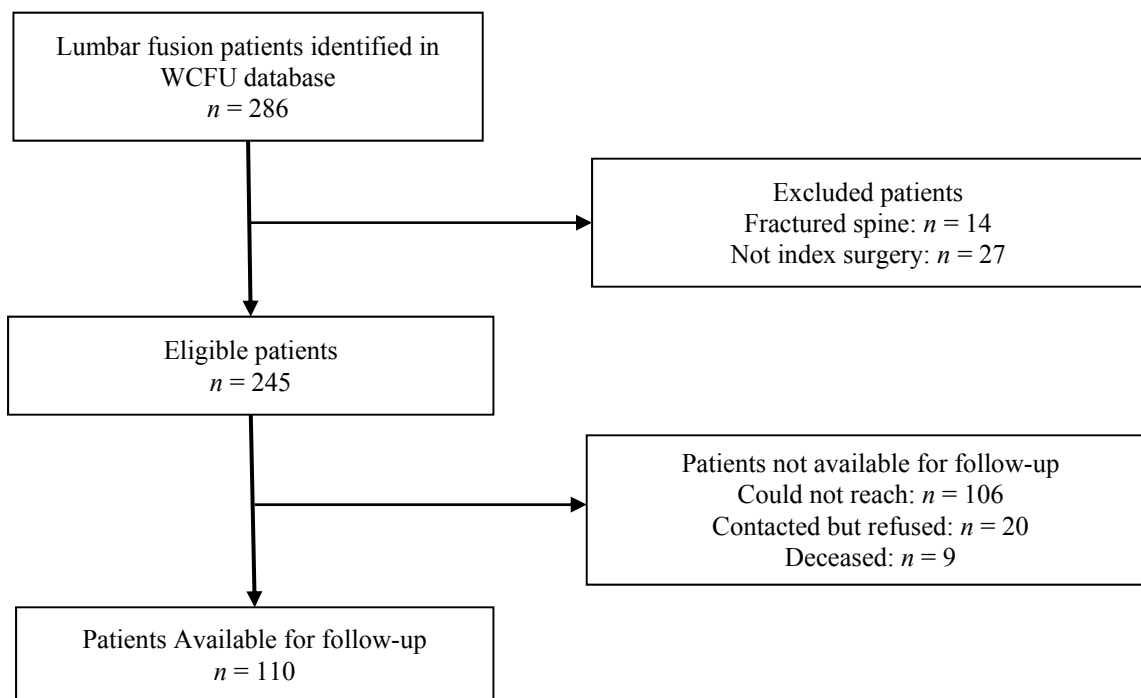 Lumbar fusion patients identified in
WCFU database
n = 286
Excluded patients
Fractured spine: n = 14
Not index surgery: n = 27
Eligible patients
n = 245
Patients not available for follow-up
Could not reach: n = 106
Contacted but refused: n = 20
Deceased: n = 9
Patients Available for follow-up
n = 110